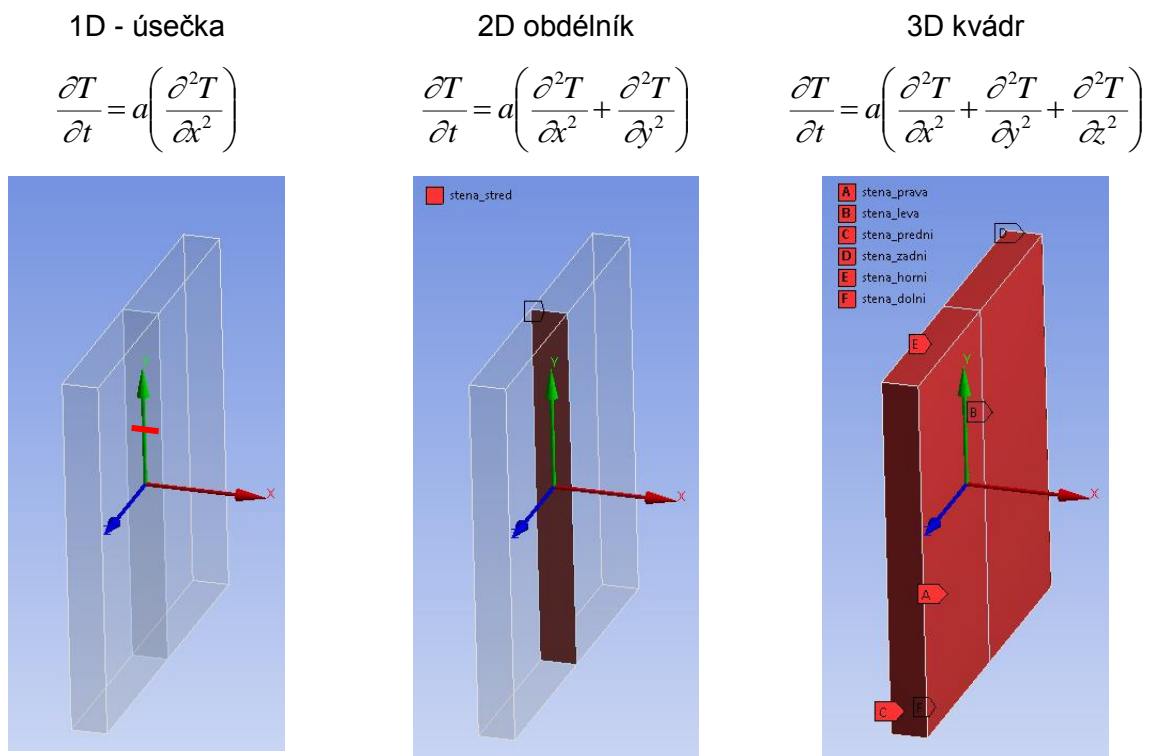 1D - úsečka
∂T/∂t = a(∂²T/∂x²)
Y
X
Z
2D obdélník
∂T/∂t = a(∂²T/∂x² + ∂²T/∂y²)
stena_stred
Y
X
Z
3D kvádr
∂T/∂t = a(∂²T/∂x² + ∂²T/∂y² + ∂²T/∂z²)
A stena_prava
B stena_leva
C stena_predni
D stena_zadni
E stena_horni
F stena_dolni
D
E
Y
B
X
Z
A
C
F